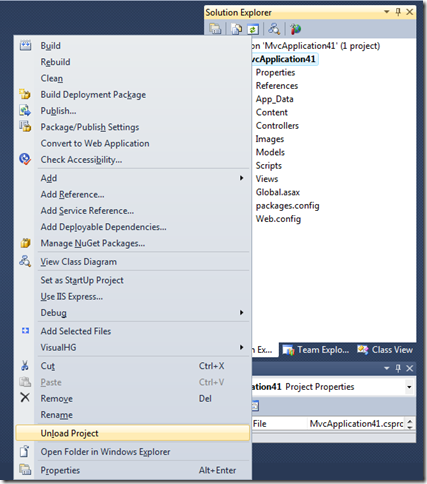 Solution Explorer
on 'MvcApplication41' (1 project)
vcApplication41
Properties
References
App_Data
Content
Controllers
Images
Models
Scripts
Views
Global.asax
packages.config
Web.config
Build
Rebuild
Clean
Build Deployment Package
Publish...
Package/Publish Settings
Convert to Web Application
Check Accessibility...
Add
Add Reference...
Add Service Reference...
Add Deployable Dependencies...
Manage NuGet Packages...
View Class Diagram
Set as StartUp Project
Use IIS Express...
Debug
Add Selected Files
VisualHG
Cut Ctrl+X
Paste Ctrl+V
Remove Del
Rename
Unload Project
Open Folder in Windows Explorer
Properties Alt+Enter
n Ex... Team Explo... Class View
cation41 Project Properties
File MvcApplication41.cspro